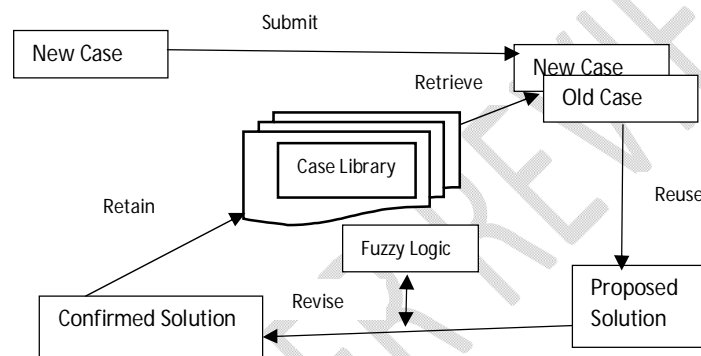 Submit
New Case
New Case
Retrieve
Old Case
Case Library
Reuse
Retain
Fuzzy Logic
Proposed
Solution
Revise
Confirmed Solution